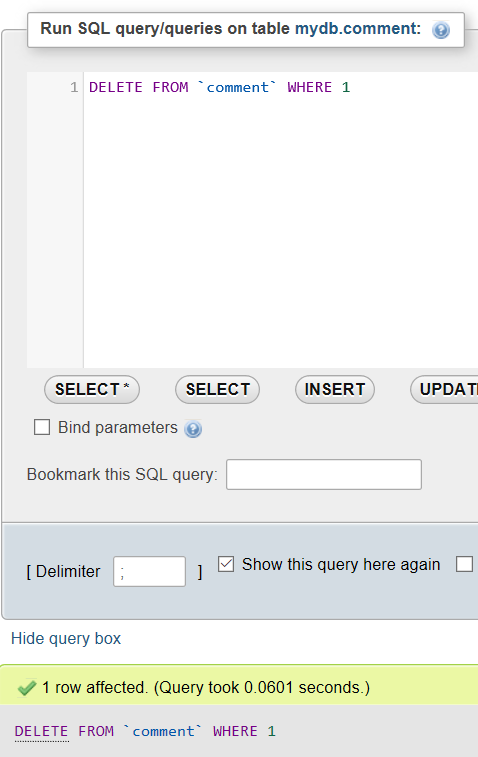 Run SQL query/queries on table mydb.comment:
1 DELETE FROM `comment` WHERE 1
SELECT * SELECT INSERT UPDAT
Bind parameters
Bookmark this SQL query:
[ Delimiter ; ] Show this query here again
Hide query box
1 row affected. (Query took 0.0601 seconds.)
DELETE FROM `comment` WHERE 1